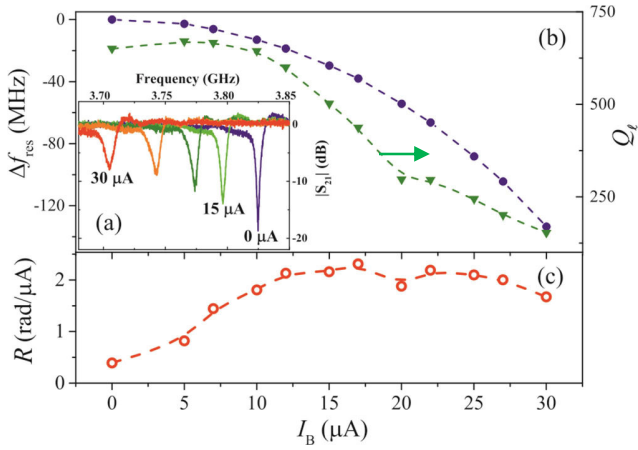 0
-40
-80
-120
Δf_res (MHz)
(b)
750
500
250
Q_ℓ
Frequency (GHz)
3.70
3.75
3.80
3.85
0
-10
-20
|S₂₁| (dB)
30 μA
15 μA
0 μA
(a)
2
1
0
R (rad/μA)
(c)
0
5
10
15
20
25
30
I_B (μA)